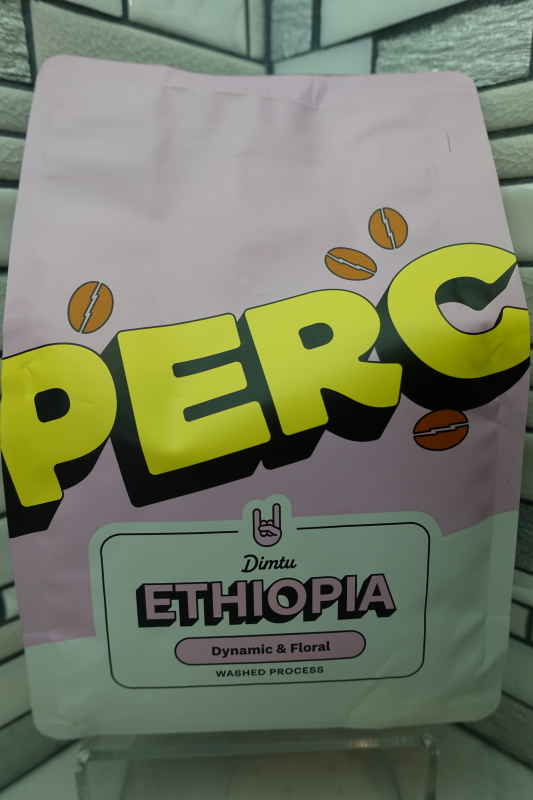 PERC
Dimtu
ETHIOPIA
Dynamic & Floral
WASHED PROCESS